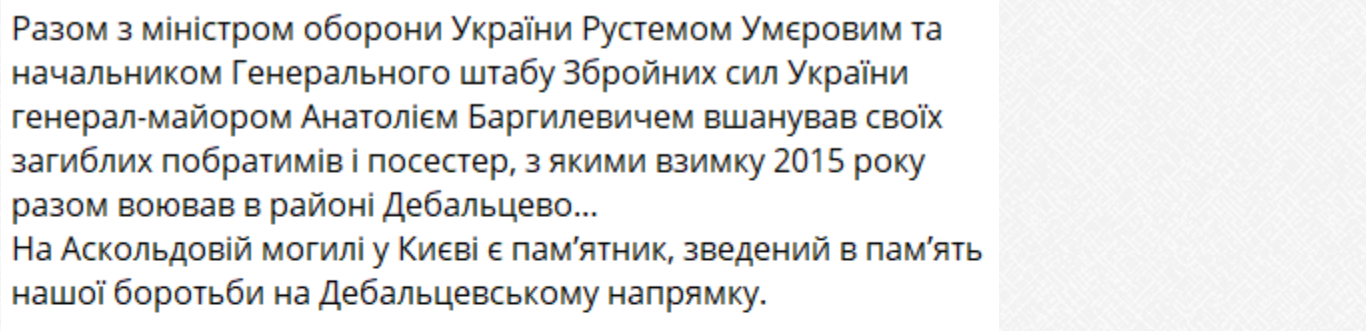 Разом з міністром оборони України Рустемом Умєровим та
начальником Генерального штабу Збройних сил України
генерал-майором Анатолієм Баргилевичем вшанував своїх
загиблих побратимів і посестер, з якими взимку 2015 року
разом воював в районі Дебальцево...
На Аскольдовій могилі у Києві є пам’ятник, зведений в пам’ять
нашої боротьби на Дебальцевському напрямку.